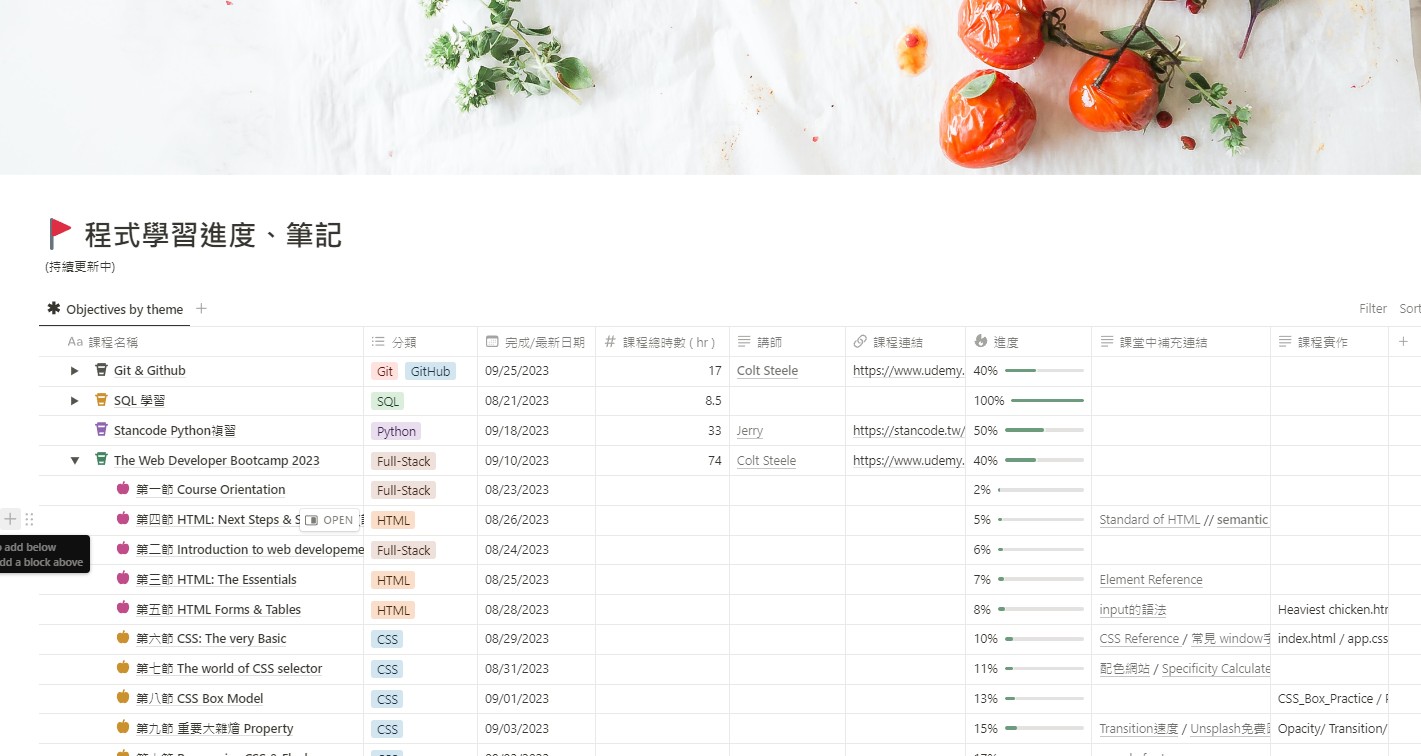 程式學習進度、筆記
(持續更新中)
Objectives by theme
Filter Sort
Aa 課程名稱 分類 完成/最新日期 # 課程總時數 ( hr ) 講師 課程連結 進度 課堂中補充連結 課程實作
Git & Github Git GitHub 09/25/2023 17 Colt Steele https://www.udemy. 40%
SQL 學習 SQL 08/21/2023 8.5 100%
Stancode Python複習 Python 09/18/2023 33 Jerry https://stancode.tw/ 50%
The Web Developer Bootcamp 2023 Full-Stack 09/10/2023 74 Colt Steele https://www.udemy. 40%
第一節 Course Orientation Full-Stack 08/23/2023 2%
第四節 HTML: Next Steps & S OPEN HTML 08/26/2023 5% Standard of HTML // semantic
add below
第二節 Introduction to web developeme Full-Stack 08/24/2023 6%
dd a block above
第三節 HTML: The Essentials HTML 08/25/2023 7% Element Reference
第五節 HTML Forms & Tables HTML 08/28/2023 8% input的語法 Heaviest chicken.htr
第六節 CSS: The very Basic CSS 08/29/2023 10% CSS Reference / 常見 window字 index.html / app.css
第七節 The world of CSS selector CSS 08/31/2023 11% 配色網站 / Specificity Calculate
第八節 CSS Box Model CSS 09/01/2023 13% CSS_Box_Practice /
第九節 重要大雜燴 Property CSS 09/03/2023 15% Transition速度 / Unsplash免費 Opacity/ Transition/